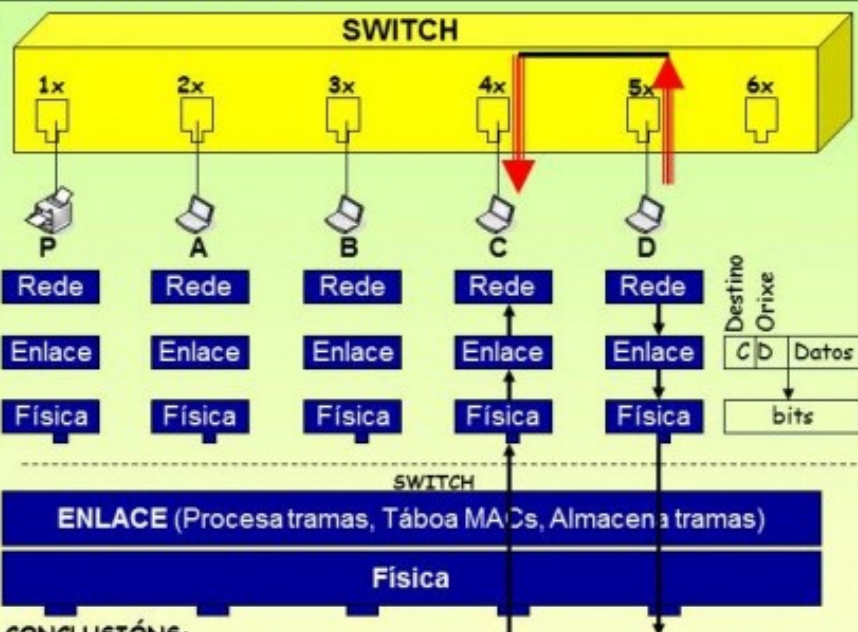 SWITCH
1x 2x 3x 4x 5x 6x
P A B C D
Destino
Orixe
Rede Rede Rede Rede Rede
Enlace Enlace Enlace Enlace Enlace C D Datos
Física Física Física Física Física bits
SWITCH
ENLACE (Procesa tramas, Táboa MACs, Almacena tramas)
Física
CONCLUSIÓNS: